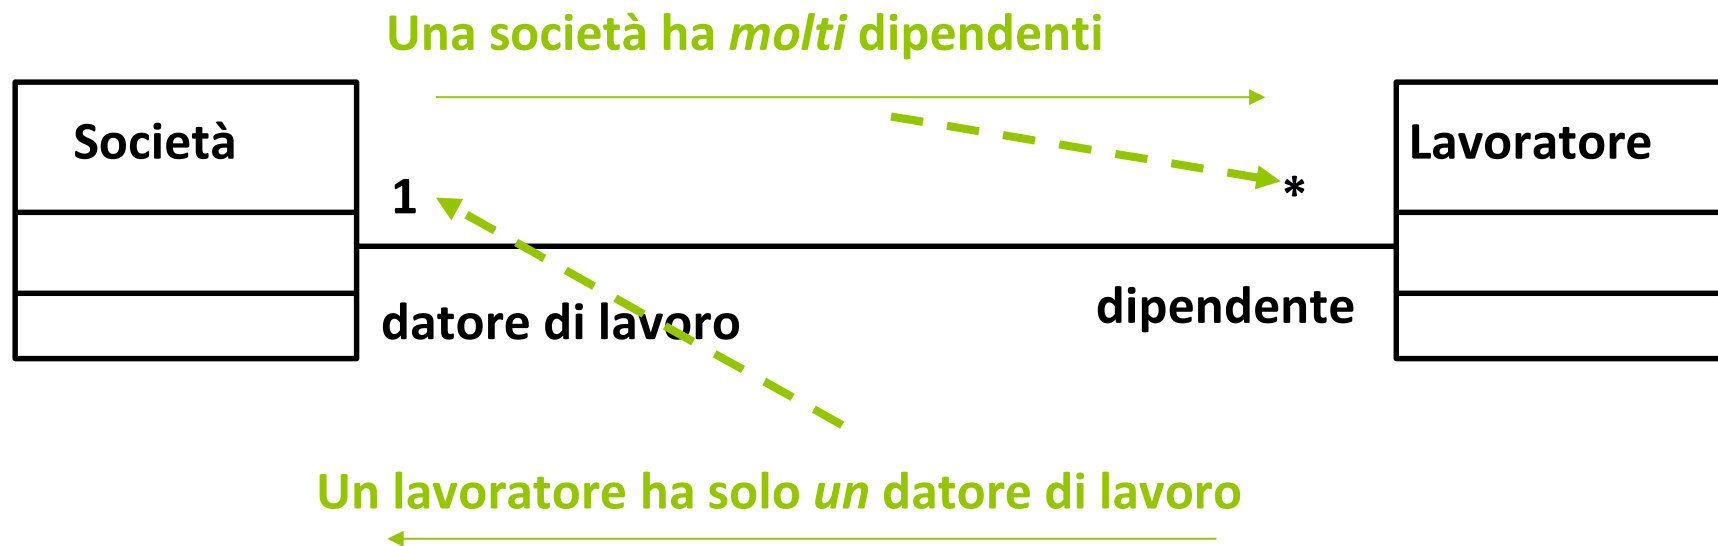 Una società ha molti dipendenti
Società
Lavoratore
1
*
datore di lavoro
dipendente
Un lavoratore ha solo un datore di lavoro